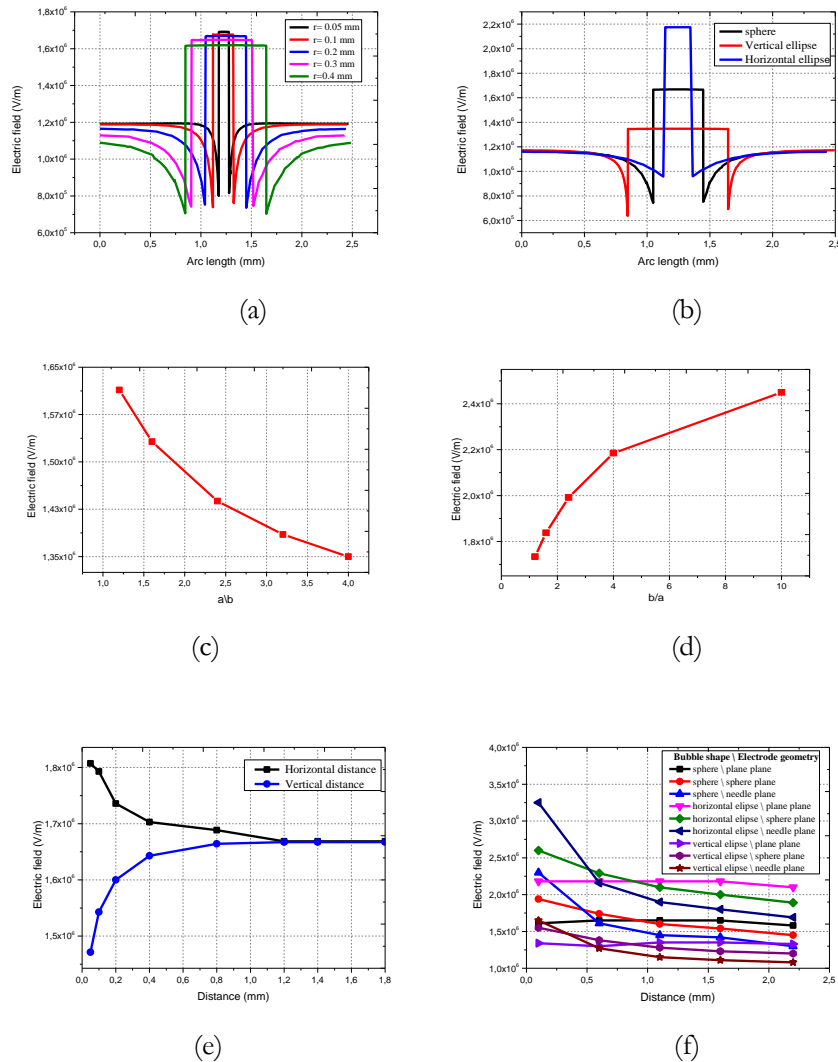 1,8x10⁶
1,6x10⁶
1,4x10⁶
1,2x10⁶
1,0x10⁶
8,0x10⁵
6,0x10⁵
Electric field (V/m)
0,0 0,5 1,0 1,5 2,0 2,5
Arc length (mm)
r= 0.05 mm
r= 0.1 mm
r= 0.2 mm
r= 0.3 mm
r=0.4 mm
(a)
2,2x10⁶
2,0x10⁶
1,8x10⁶
1,6x10⁶
1,4x10⁶
1,2x10⁶
1,0x10⁶
8,0x10⁵
6,0x10⁵
Electric field (V/m)
0,0 0,5 1,0 1,5 2,0 2,5
Arc length (mm)
sphere
Vertical ellipse
Horizontal ellipse
(b)
1,65x10⁶
1,57x10⁶
1,50x10⁶
1,43x10⁶
1,35x10⁶
Electric field (V/m)
1,0 1,5 2,0 2,5 3,0 3,5 4,0
a\b
(c)
2,4x10⁶
2,2x10⁶
2,0x10⁶
1,8x10⁶
Electric field (V/m)
0 2 4 6 8 10
b/a
(d)
1,8x10⁶
1,7x10⁶
1,6x10⁶
1,5x10⁶
Electric field (V/m)
0,0 0,2 0,4 0,6 0,8 1,0 1,2 1,4 1,6 1,8
Distance (mm)
Horizontal distance
Vertical distance
(e)
4,0x10⁶
3,5x10⁶
3,0x10⁶
2,5x10⁶
2,0x10⁶
1,5x10⁶
1,0x10⁶
Electric field (V/m)
0,0 0,5 1,0 1,5 2,0 2,5
Distance (mm)
Bubble shape \ Electrode geometry
sphere \ plane plane
sphere \ sphere plane
sphere \ needle plane
horizontal elipse \ plane plane
horizontal elipse \ sphere plane
horizontal elipse \ needle plane
vertical elipse \ plane plane
vertical elipse \ sphere plane
vertical elipse \ needle plane
(f)